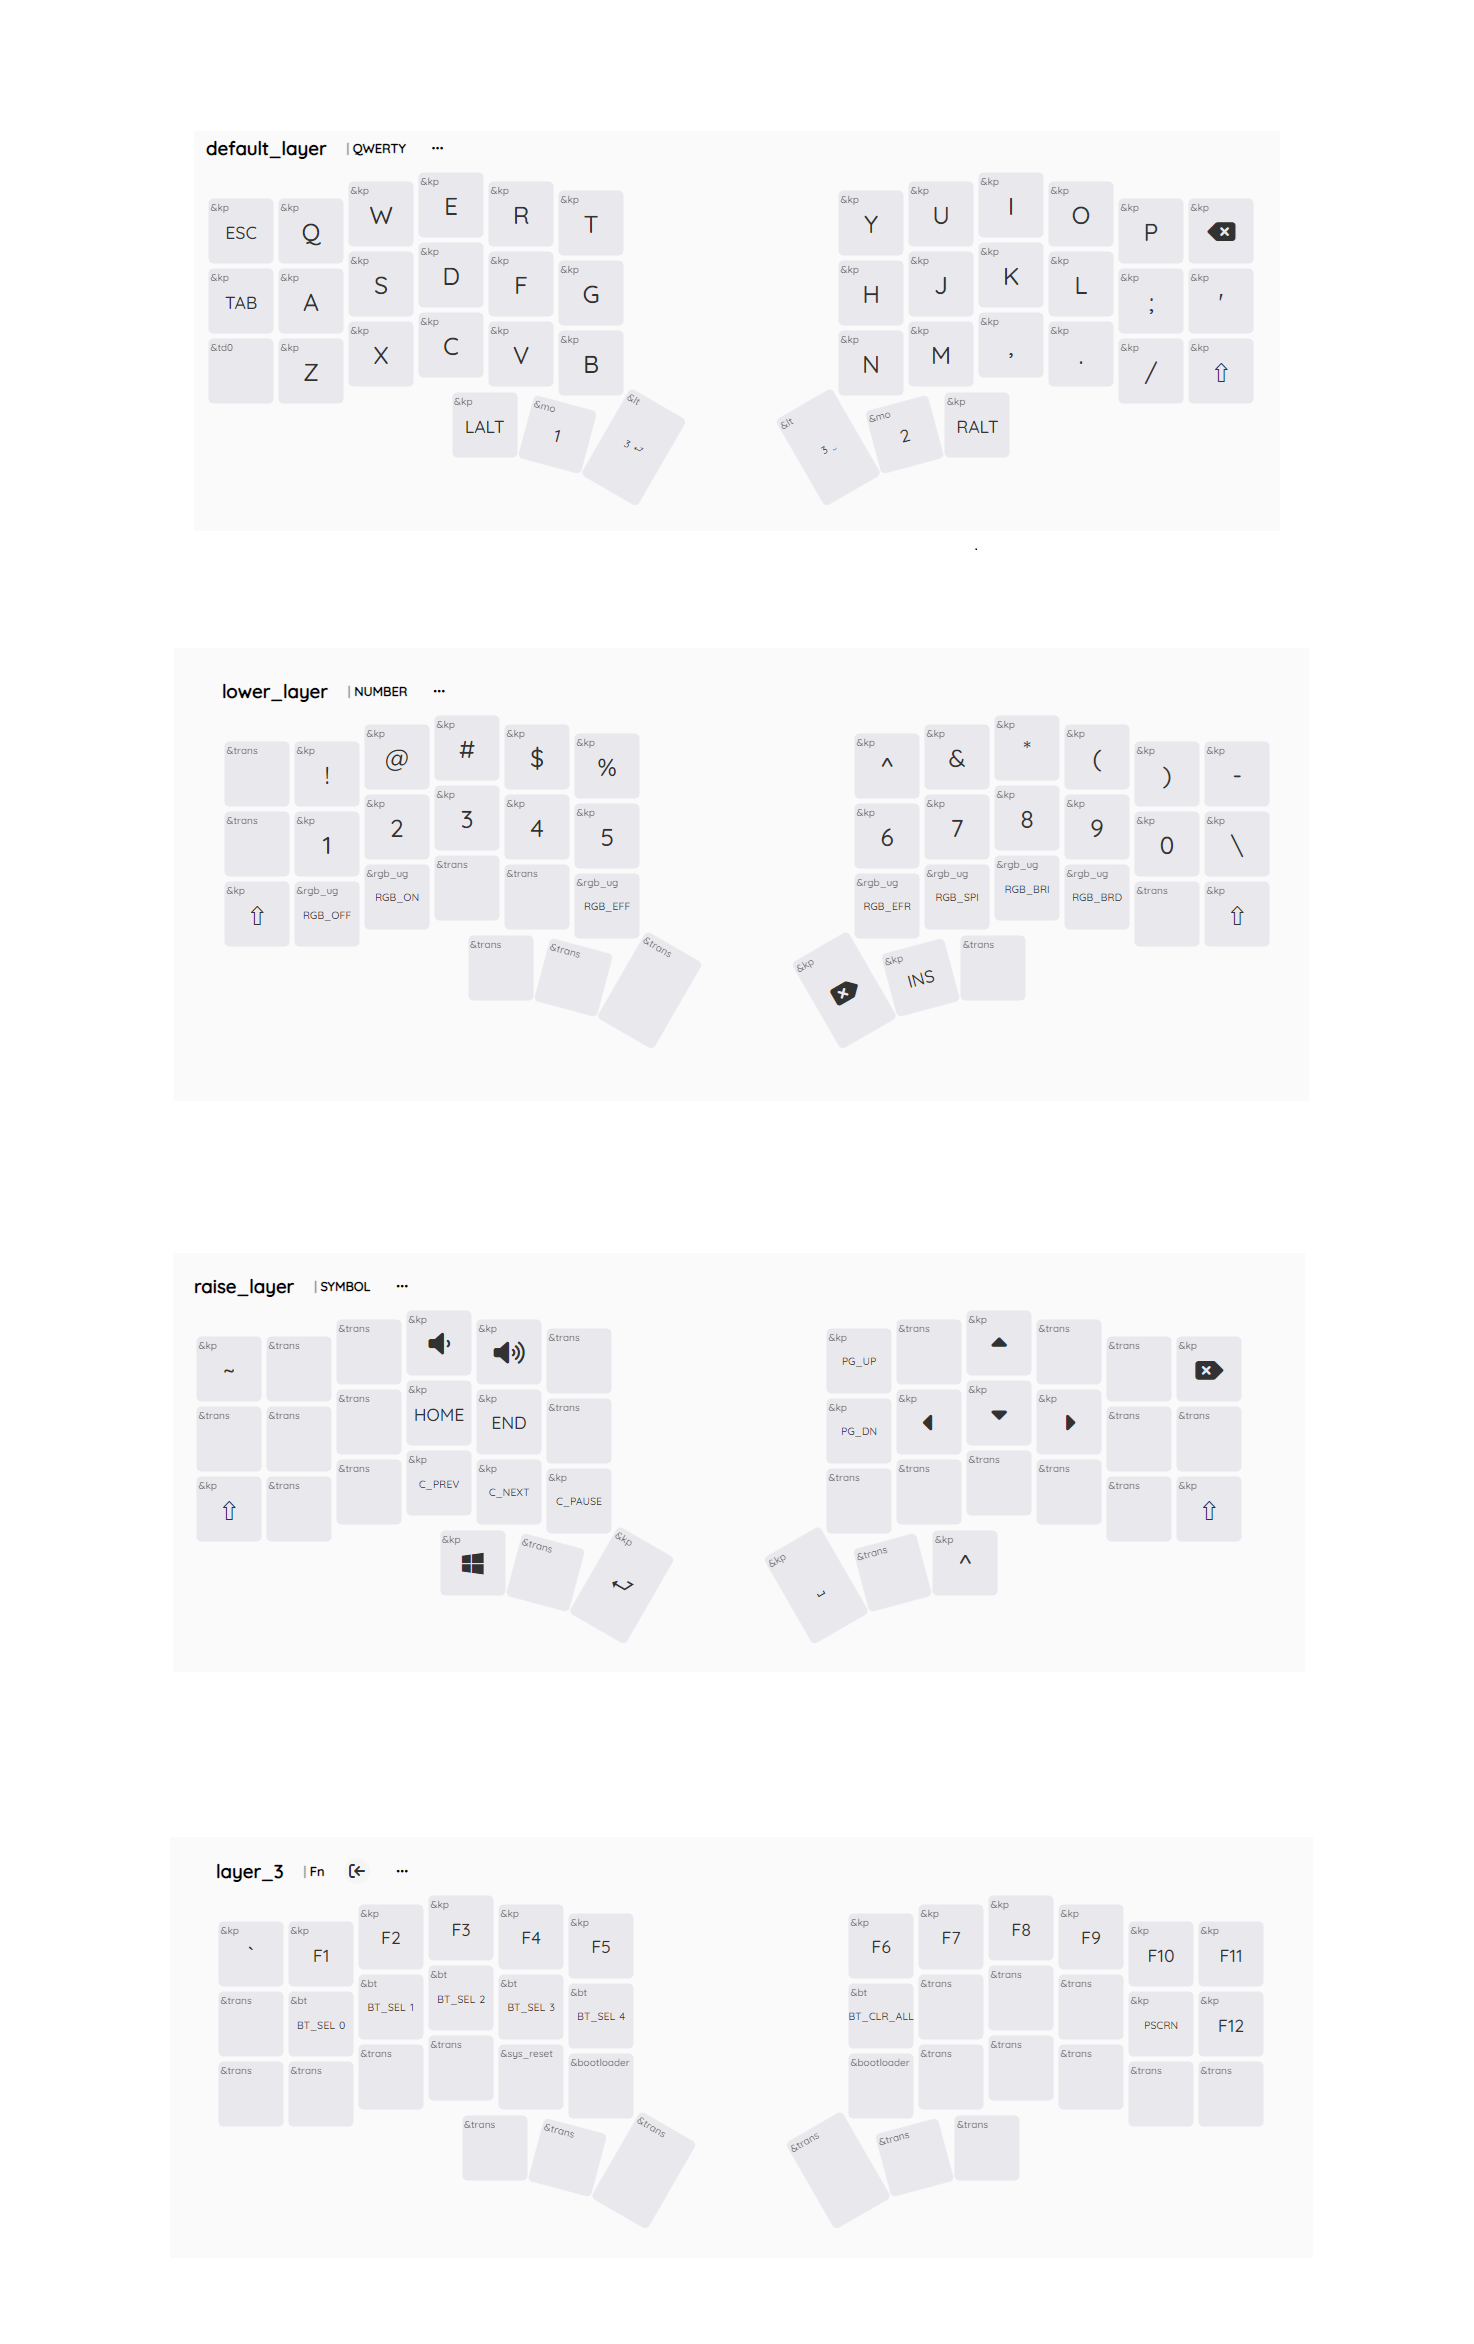 default_layer | QWERTY ...
&kp &kp &kp &kp &kp &kp &kp &kp &kp &kp &kp &kp
ESC Q W E R T Y U I O P
&kp &kp &kp &kp &kp &kp &kp &kp &kp &kp &kp &kp
TAB A S D F G H J K L ; '
&td0 &kp &kp &kp &kp &kp &kp &kp &kp &kp &kp &kp
Z X C V B N M , . / ⇧
&kp &mo &lt &lt &mo &kp
LALT 1 3 3 2 RALT
.
lower_layer | NUMBER ...
&trans &kp &kp &kp &kp &kp &kp &kp &kp &kp &kp &kp
! @ # $ % ^ & * ( ) -
&trans &kp &kp &kp &kp &kp &kp &kp &kp &kp &kp &kp
1 2 3 4 5 6 7 8 9 0 \
&kp &rgb_ug &rgb_ug &trans &trans &rgb_ug &rgb_ug &rgb_ug &rgb_ug &rgb_ug &trans &kp
⇧ RGB_OFF RGB_ON RGB_EFF RGB_EFR RGB_SPI RGB_BRI RGB_BRD ⇧
&trans &trans &trans &kp &kp &trans
INS
raise_layer | SYMBOL ...
&kp &trans &trans &kp &kp &trans &kp &trans &kp &trans &trans &kp
~ PG_UP
&trans &trans &trans &kp &kp &trans &kp &kp &kp &kp &trans &trans
HOME END PG_DN
&kp &trans &trans &kp &kp &kp &trans &trans &trans &trans &trans &kp
⇧ C_PREV C_NEXT C_PAUSE ⇧
&kp &trans &kp &kp &trans &kp
^
layer_3 | Fn ...
&kp &kp &kp &kp &kp &kp &kp &kp &kp &kp &kp &kp
` F1 F2 F3 F4 F5 F6 F7 F8 F9 F10 F11
&trans &bt &bt &bt &bt &bt &bt &trans &trans &trans &kp &kp
BT_SEL 0 BT_SEL 1 BT_SEL 2 BT_SEL 3 BT_SEL 4 BT_CLR_ALL PSCRN F12
&trans &trans &trans &trans &sys_reset &bootloader &bootloader &trans &trans &trans &trans &trans
&trans &trans &trans &trans &trans &trans